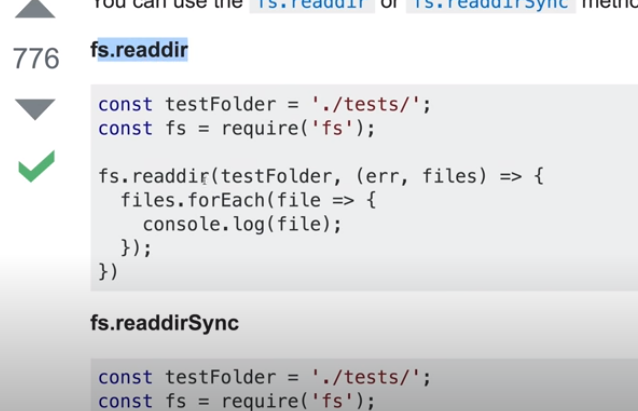 You can use the fs.readdir or fs.readdirSync
776
fs.readdir
const testFolder = './tests/';
const fs = require('fs');
fs.readdir(testFolder, (err, files) => {
files.forEach(file => {
console.log(file);
});
})
fs.readdirSync
const testFolder = './tests/';
const fs = require('fs');